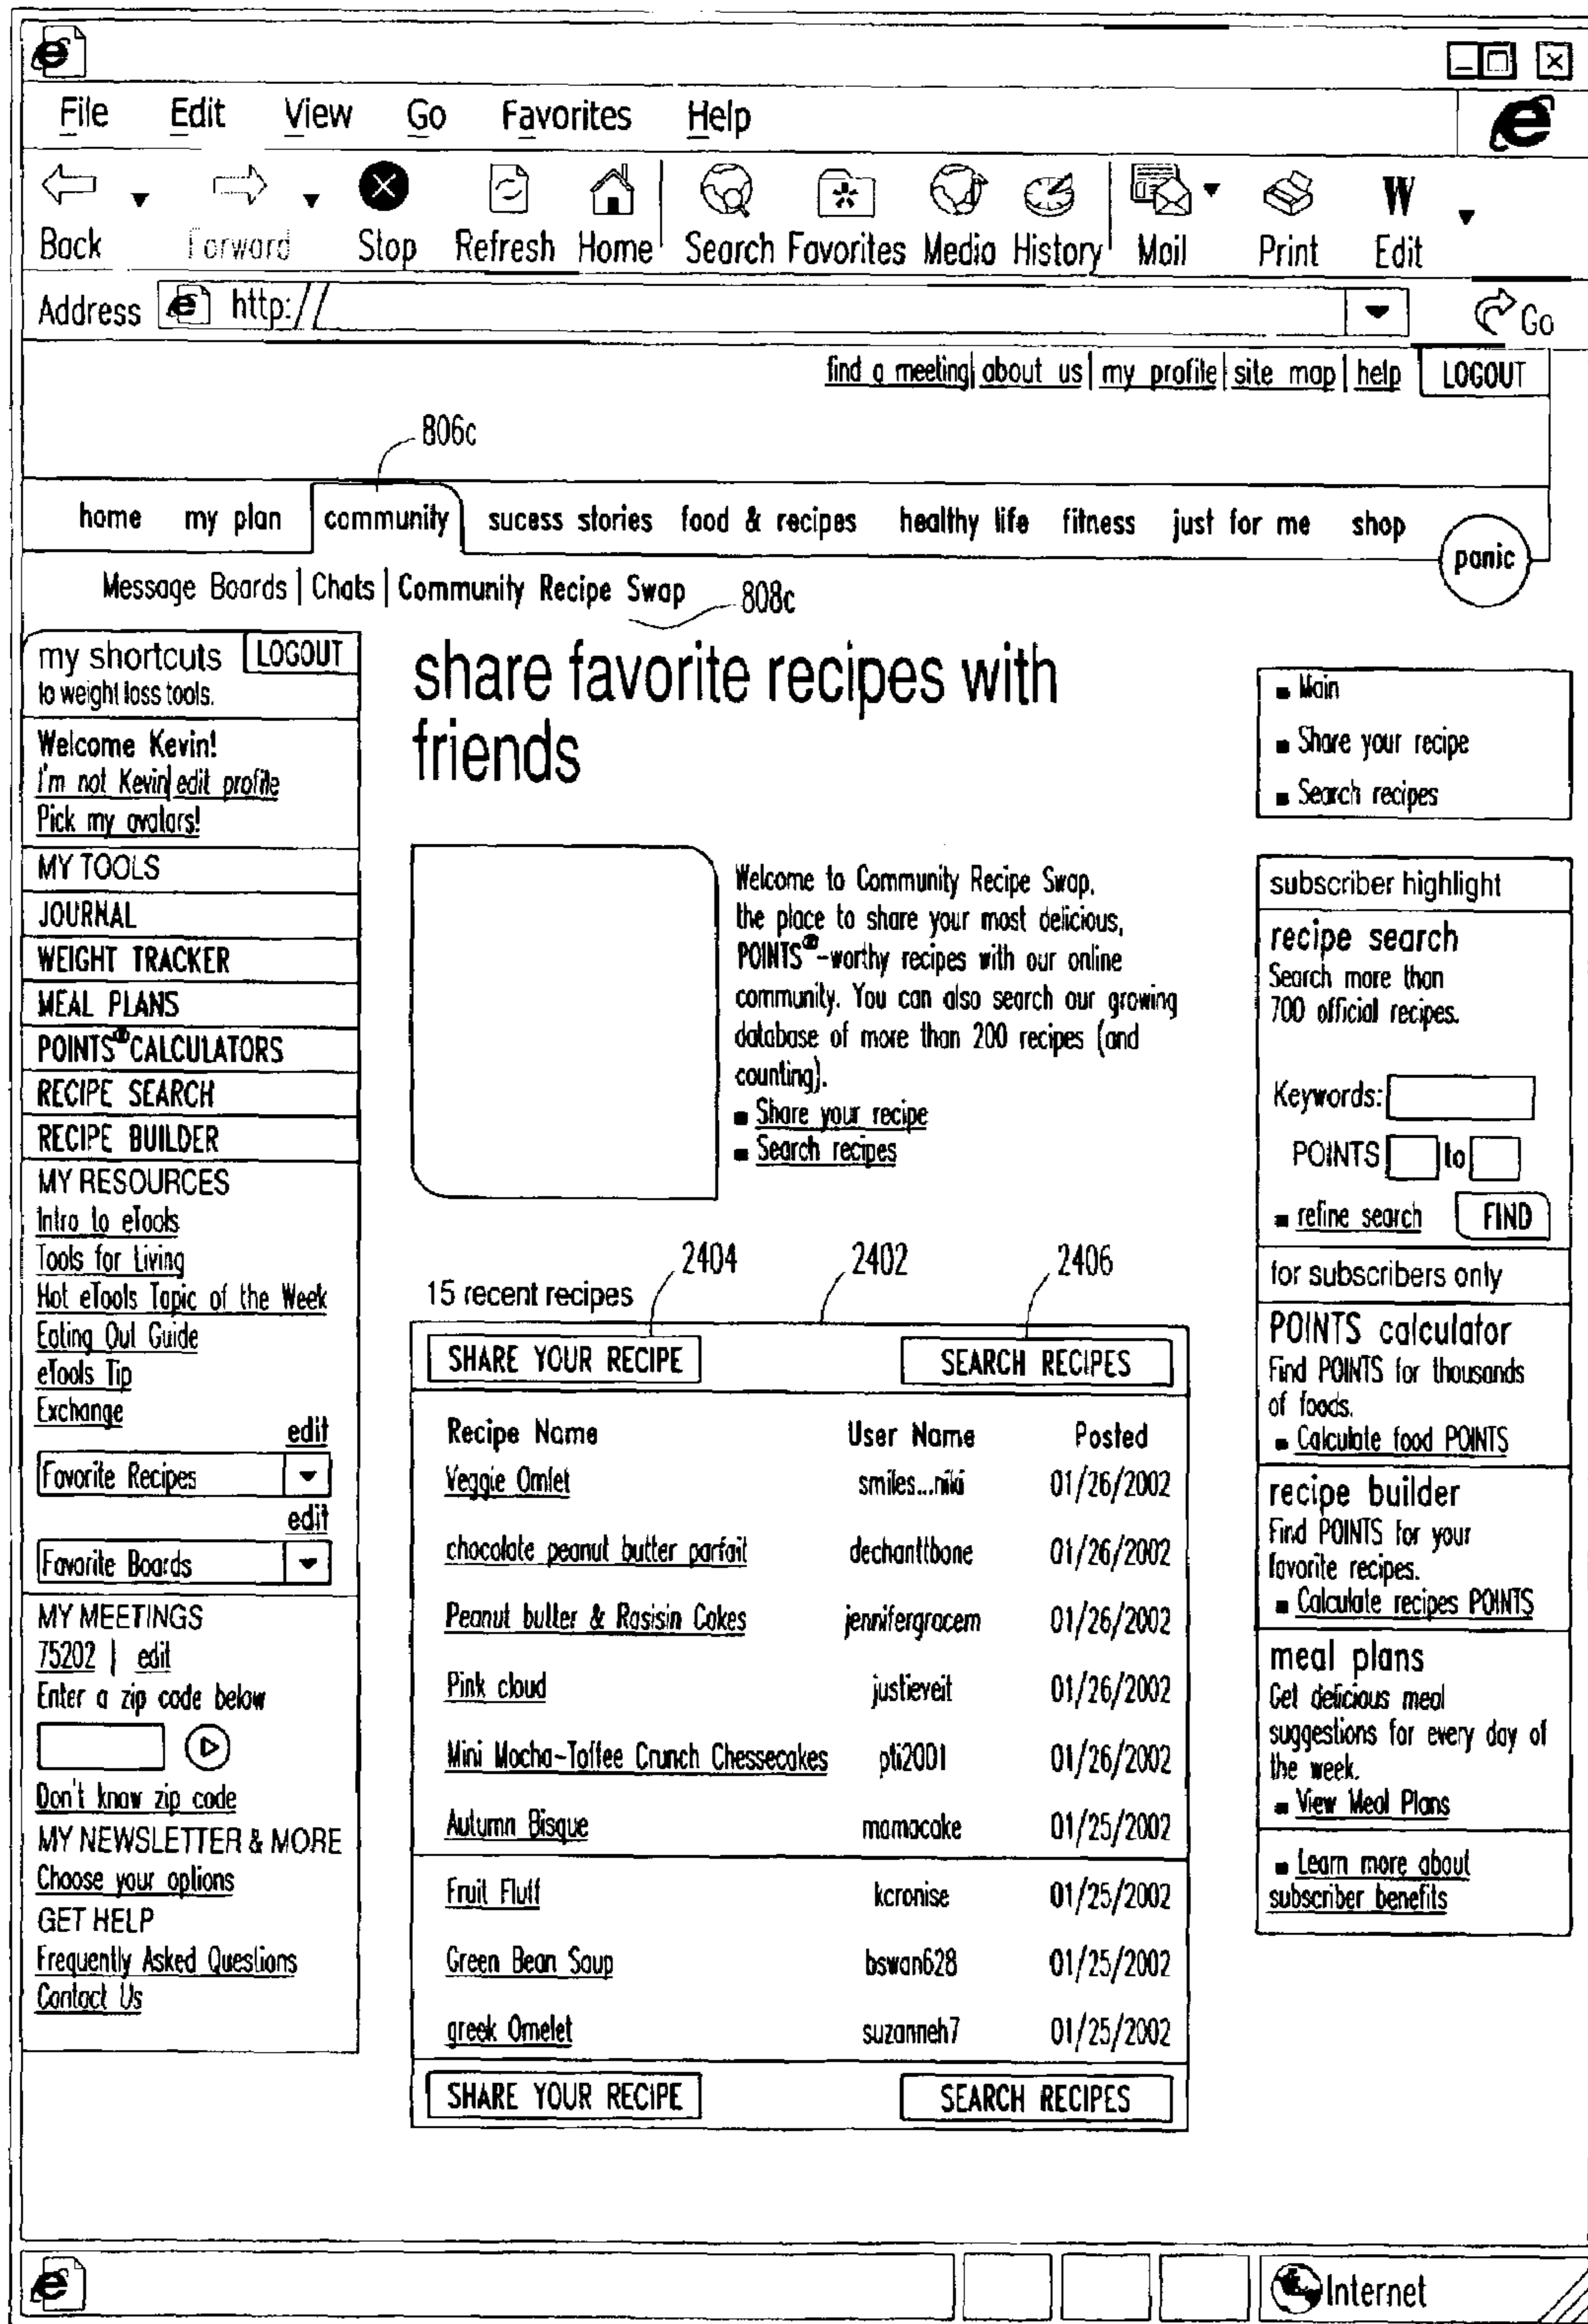 File Edit View Go Favorites Help
Back Forward Stop Refresh Home Search Favorites Media History Mail Print Edit
Address http:// Go
find a meeting| about us| my profile| site map| help LOGOUT
806c
home my plan community sucess stories food & recipes healthy life fitness just for me shop
panic
Message Boards | Chats | Community Recipe Swap
808c
my shortcuts LOGOUT
to weight loss tools.
Welcome Kevin!
I'm not Kevin| edit profile
Pick my avatars!
MY TOOLS
JOURNAL
WEIGHT TRACKER
MEAL PLANS
POINTS® CALCULATORS
RECIPE SEARCH
RECIPE BUILDER
MY RESOURCES
Intro to eTools
Tools for Living
Hot eTools Topic of the Week
Eating Out Guide
eTools Tip
Exchange
edit
Favorite Recipes
edit
Favorite Boards
MY MEETINGS
75202 | edit
Enter a zip code below
Don't know zip code
MY NEWSLETTER & MORE
Choose your options
GET HELP
Frequently Asked Questions
Contact Us
share favorite recipes with
friends
Welcome to Community Recipe Swap,
the place to share your most delicious,
POINTS®-worthy recipes with our online
community. You can also search our growing
database of more than 200 recipes (and
counting).
■ Share your recipe
■ Search recipes
2404 2402 2406
15 recent recipes
SHARE YOUR RECIPE SEARCH RECIPES
Recipe Name User Name Posted
Veggie Omlet smiles...niki 01/26/2002
chocolate peanut butter parfait dechanttbone 01/26/2002
Peanut butter & Rasisin Cakes jennifergracem 01/26/2002
Pink cloud justieveit 01/26/2002
Mini Mocha-Toffee Crunch Chessecakes pti2001 01/26/2002
Autumn Bisque mamacake 01/25/2002
Fruit Fluff kcronise 01/25/2002
Green Bean Soup bswan628 01/25/2002
greek Omelet suzanneh7 01/25/2002
SHARE YOUR RECIPE SEARCH RECIPES
■ Main
■ Share your recipe
■ Search recipes
subscriber highlight
recipe search
Search more than
700 official recipes.
Keywords:
POINTS to
■ refine search FIND
for subscribers only
POINTS calculator
Find POINTS for thousands
of foods.
■ Calculate food POINTS
recipe builder
Find POINTS for your
favorite recipes.
■ Calculate recipes POINTS
meal plans
Get delicious meal
suggestions for every day of
the week.
■ View Meal Plans
■ Learn more about
subscriber benefits
Internet